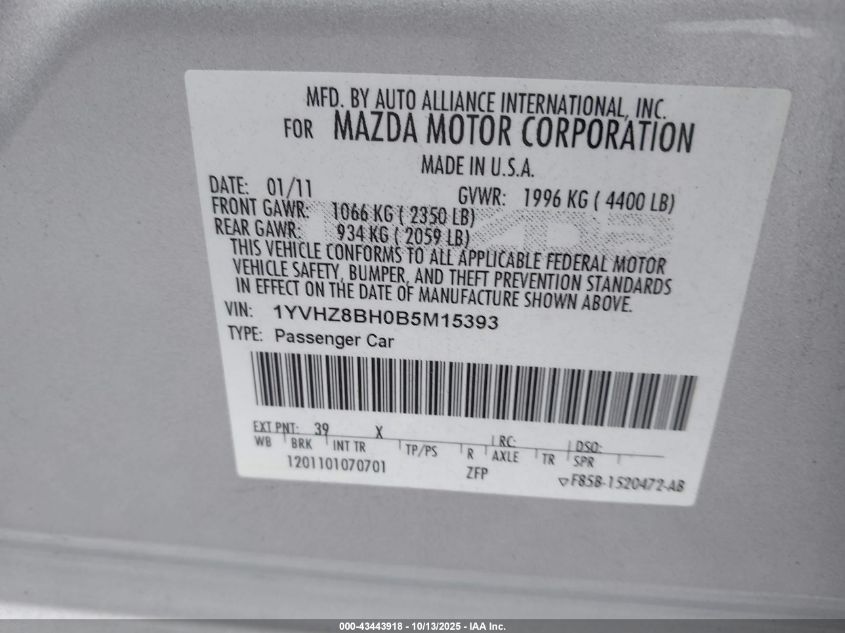 MFD. BY AUTO ALLIANCE INTERNATIONAL, INC.
FOR MAZDA MOTOR CORPORATION
MADE IN U.S.A.
DATE: 01/11 GVWR: 1996 KG ( 4400 LB)
FRONT GAWR: 1066 KG ( 2350 LB)
REAR GAWR: 934 KG ( 2059 LB)
THIS VEHICLE CONFORMS TO ALL APPLICABLE FEDERAL MOTOR
VEHICLE SAFETY, BUMPER, AND THEFT PREVENTION STANDARDS
IN EFFECT ON THE DATE OF MANUFACTURE SHOWN ABOVE.
VIN: 1YVHZ8BH0B5M15393
TYPE: Passenger Car
EXT PNT: 39 X RC: DSO:
WB BRK INT TR TP/PS R AXLE TR SPR
1201101070701 ZFP ▽F85B-1520472-AB
000-43443918 - 10/13/2025 - IAA Inc.